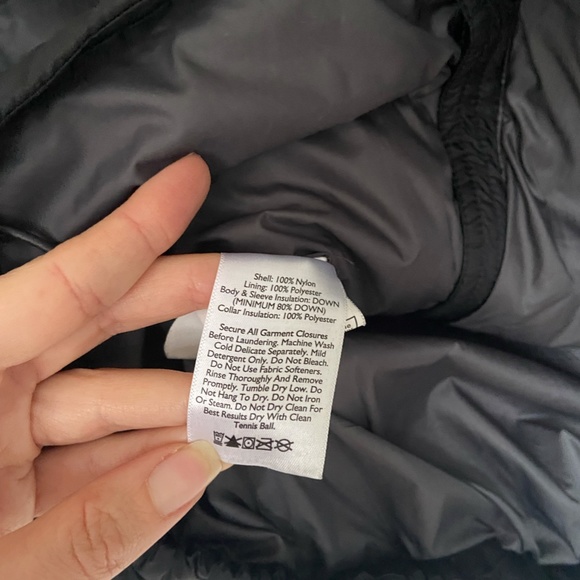 Shell: 100% Nylon
Lining: 100% Polyester
Body & Sleeve Insulation: DOWN
(MINIMUM 80% DOWN)
Collar Insulation: 100% Polyester
Secure All Garment Closures
Before Laundering. Machine Wash
Cold Delicate Separately. Mild
Detergent Only. Do Not Bleach.
Do Not Use Fabric Softeners.
Rinse Thoroughly And Remove
Promptly. Tumble Dry Low. Do
Not Hang To Dry. Do Not Iron
Or Steam. Do Not Dry Clean For
Best Results Dry With Clean
Tennis Ball.